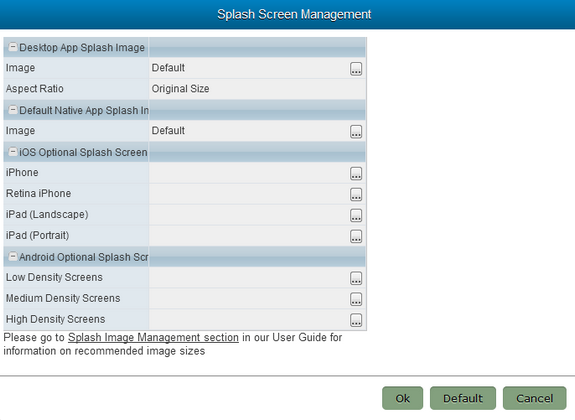 Splash Screen Management
Desktop App Splash Image
Image Default ...
Aspect Ratio Original Size
Default Native App Splash Im
Image Default ...
iOS Optional Splash Screen
iPhone ...
Retina iPhone ...
iPad (Landscape) ...
iPad (Portrait) ...
Android Optional Splash Scr
Low Density Screens ...
Medium Density Screens ...
High Density Screens ...
Please go to Splash Image Management section in our User Guide for
information on recommended image sizes
Ok Default Cancel